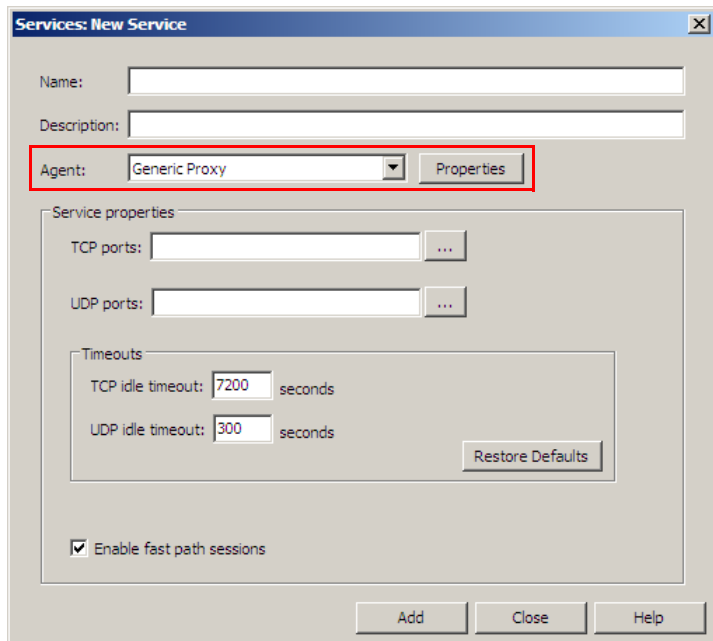 Services: New Service
Name:
Description:
Agent: Generic Proxy Properties
Service properties
TCP ports: ...
UDP ports: ...
Timeouts
TCP idle timeout: 7200 seconds
UDP idle timeout: 300 seconds
Restore Defaults
Enable fast path sessions
Add Close Help